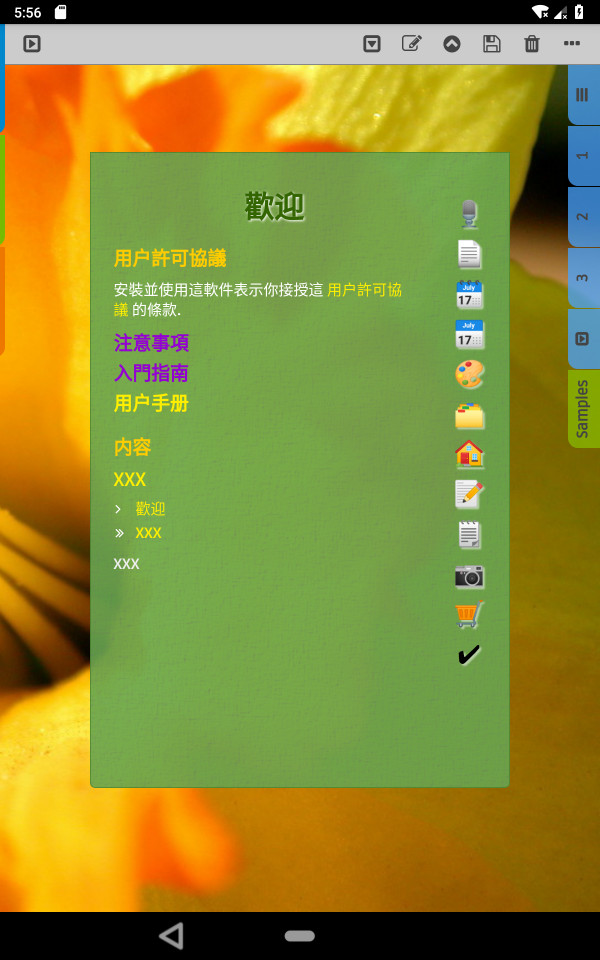 5:56
歡迎
用户許可協議
安裝並使用這軟件表示你接授這 用户許可協
議 的條款.
注意事項
入門指南
用户手册
内容
XXX
歡迎
XXX
XXX
July
17
July
17
1
2
3
samples